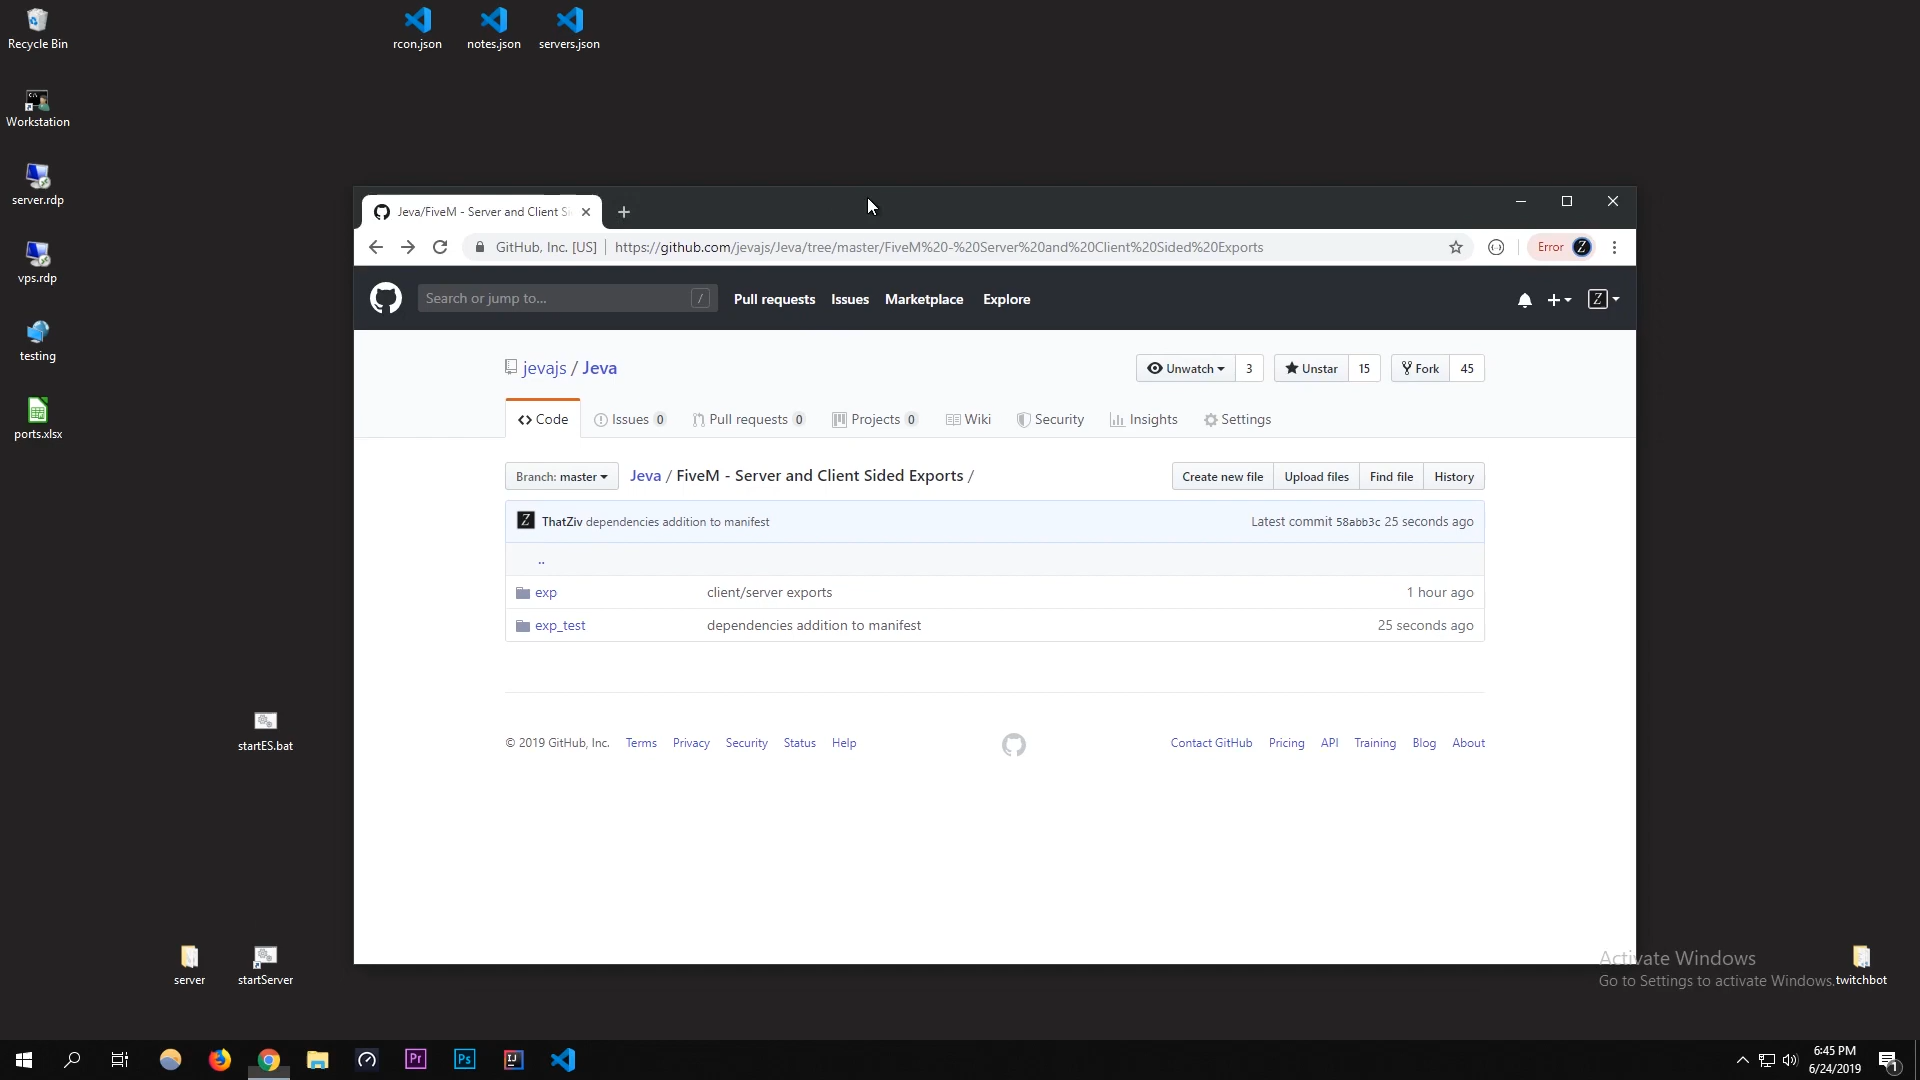 Recycle Bin
rcon.json
notes.json
servers.json
Workstation
server.rdp
vps.rdp
testing
ports.xlsx
startES.bat
server
startServer
twitchbot
Jeva/FiveM - Server and Client Si
GitHub, Inc. [US]
https://github.com/jevajs/Jeva/tree/master/FiveM%20-%20Server%20and%20Client%20Sided%20Exports
Error Z
Search or jump to... /
Pull requests Issues Marketplace Explore
Z
jevajs / Jeva
Unwatch 3 Unstar 15 Fork 45
Code Issues 0 Pull requests 0 Projects 0 Wiki Security Insights Settings
Branch: master
Jeva / FiveM - Server and Client Sided Exports /
Create new file Upload files Find file History
Z ThatZiv dependencies addition to manifest Latest commit 58abb3c 25 seconds ago
..
exp client/server exports 1 hour ago
exp_test dependencies addition to manifest 25 seconds ago
© 2019 GitHub, Inc. Terms Privacy Security Status Help
Contact GitHub Pricing API Training Blog About
Activate Windows
Go to Settings to activate Windows.
Pr Ps IJ
6:45 PM
6/24/2019
1